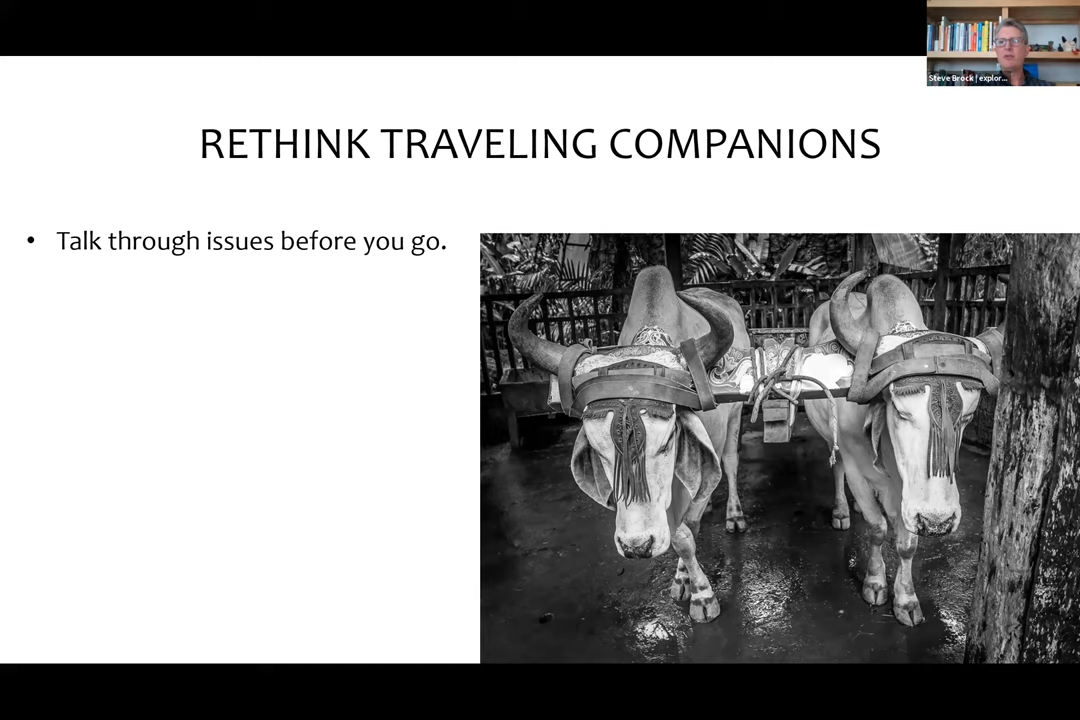 Steve Brock | explor...
RETHINK TRAVELING COMPANIONS
• Talk through issues before you go.